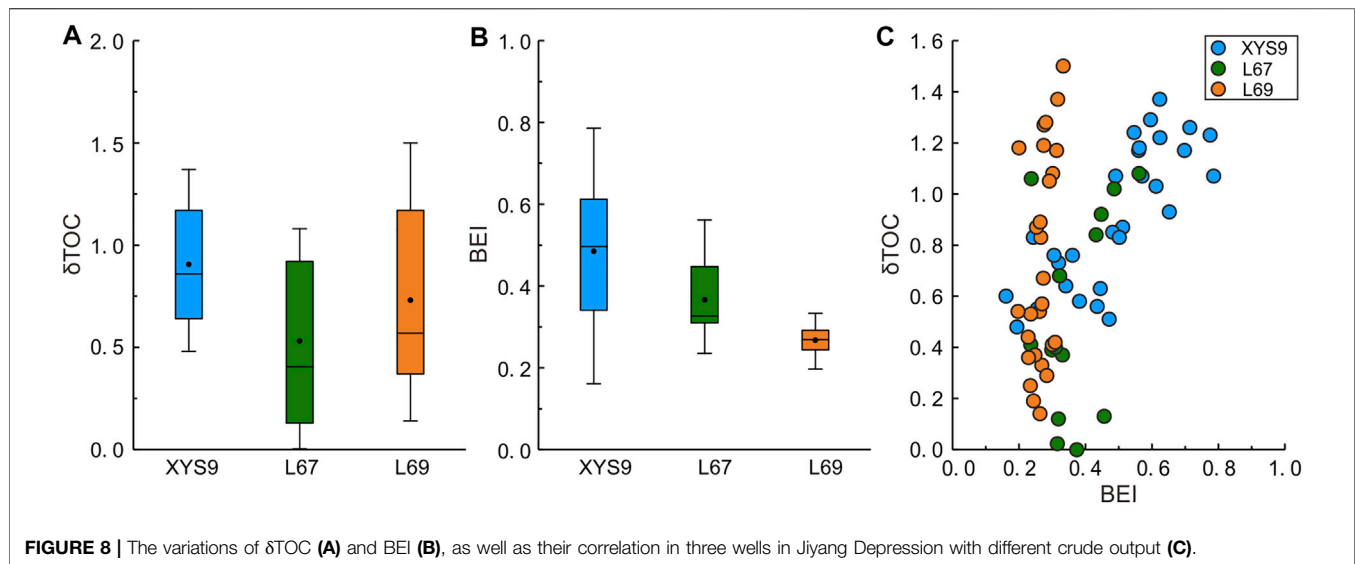 A
2. 0
1. 5
1. 0
0. 5
0. 0
δTOC
XYS9 L67 L69
B
1. 0
0. 8
0. 6
0. 4
0. 2
0. 0
BEI
XYS9 L67 L69
C
1. 6
1. 4
1. 2
1. 0
0. 8
0. 6
0. 4
0. 2
0. 0
δTOC
XYS9
L67
L69
0. 0 0. 2 0. 4 0. 6 0. 8 1. 0
BEI
FIGURE 8 | The variations of δTOC (A) and BEI (B), as well as their correlation in three wells in Jiyang Depression with different crude output (C).